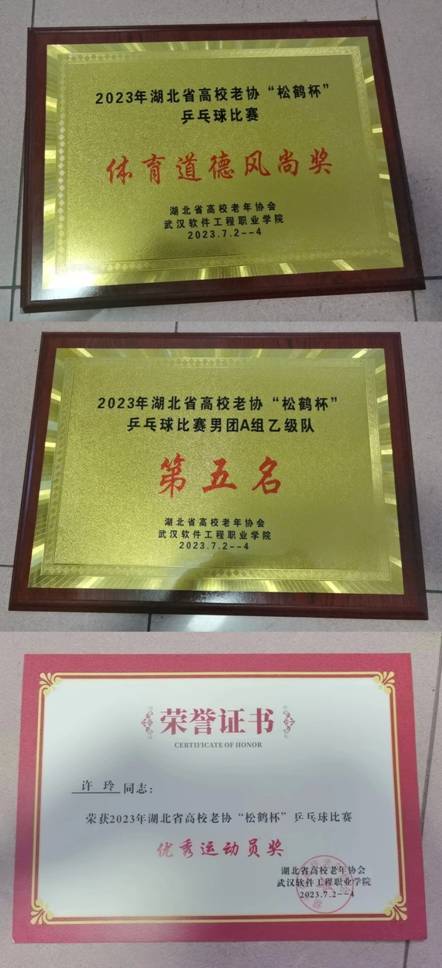 2023年湖北省高校老协“松鹤杯”
乒乓球比赛
体育道德风尚奖
湖北省高校老年协会
武汉软件工程职业学院
2023.7.2--4
2023年湖北省高校老协“松鹤杯”
乒乓球比赛男团A组乙级队
第五名
湖北省高校老年协会
武汉软件工程职业学院
2023.7.2--4
荣誉证书
CERTIFICATE OF HONOR
许 玲 同志：
荣获2023年湖北省高校老协“松鹤杯”乒乓球比赛
优秀运动员奖
湖北省高校老年协会
武汉软件工程职业学院
2023.7.2--4